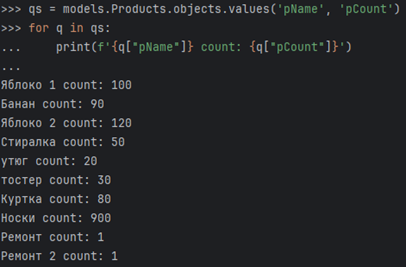 >>> qs = models.Products.objects.values('pName', 'pCount')
>>> for q in qs:
...     print(f'{q["pName"]} count: {q["pCount"]}')
...
Яблоко 1 count: 100
Банан count: 90
Яблоко 2 count: 120
Стиралка count: 50
утюг count: 20
тостер count: 30
Куртка count: 80
Носки count: 900
Ремонт count: 1
Ремонт 2 count: 1